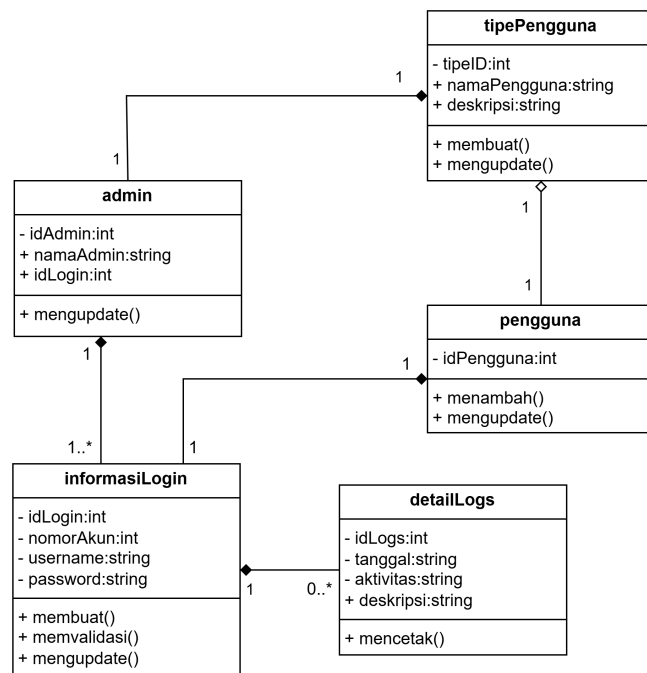 tipePengguna
- tipeID:int
+ namaPengguna:string
+ deskripsi:string
+ membuat()
+ mengupdate()
1
1
admin
- idAdmin:int
+ namaAdmin:string
+ idLogin:int
+ mengupdate()
1
1
pengguna
- idPengguna:int
+ menambah()
+ mengupdate()
1
1..*
1
1
informasiLogin
- idLogin:int
- nomorAkun:int
- username:string
- password:string
+ membuat()
+ memvalidasi()
+ mengupdate()
1
0..*
detailLogs
- idLogs:int
- tanggal:string
- aktivitas:string
+ deskripsi:string
+ mencetak()